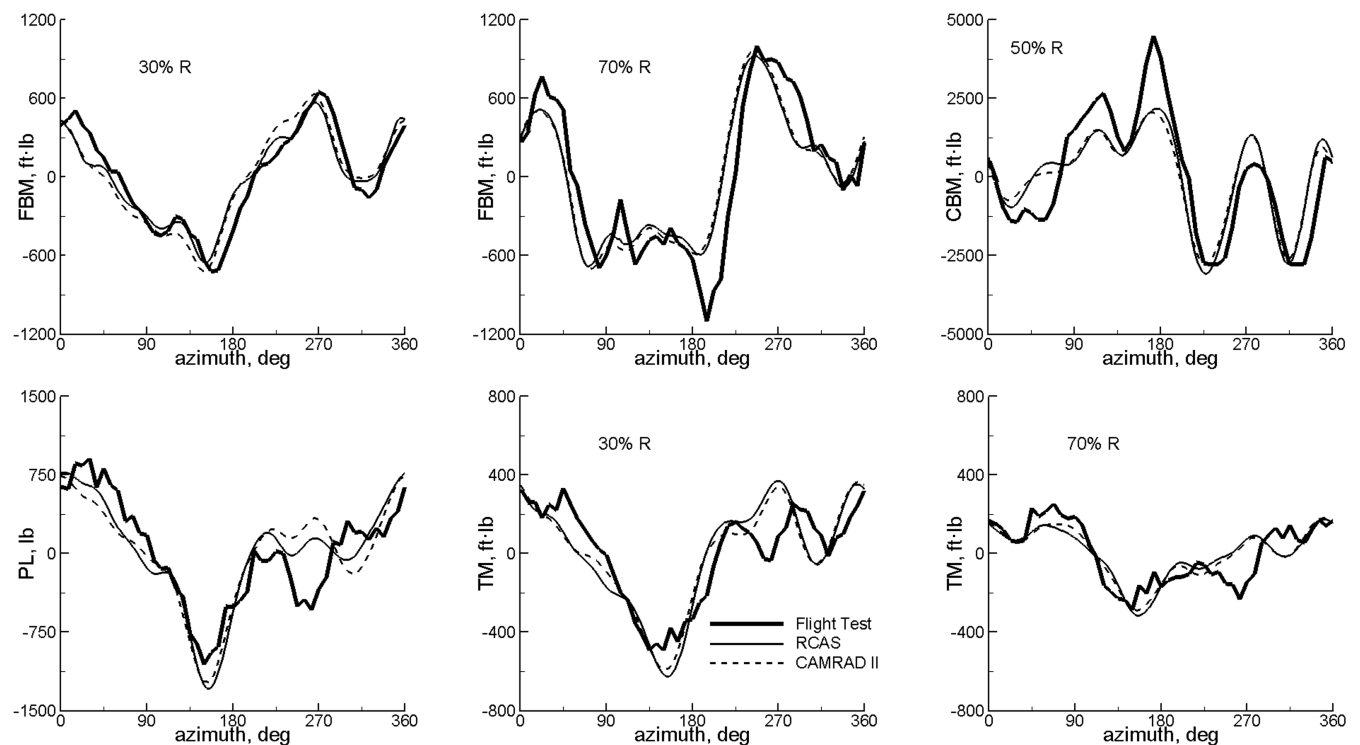 1200
600
0
-600
-1200
FBM, ft·lb
30% R
0 90 180 270 360
azimuth, deg
1200
600
0
-600
-1200
FBM, ft·lb
70% R
0 90 180 270 360
azimuth, deg
5000
2500
0
-2500
-5000
CBM, ft·lb
50% R
0 90 180 270 360
azimuth, deg
1500
750
0
-750
-1500
PL, lb
0 90 180 270 360
azimuth, deg
800
400
0
-400
-800
TM, ft·lb
30% R
Flight Test
RCAS
CAMRAD II
0 90 180 270 360
azimuth, deg
800
400
0
-400
-800
TM, ft·lb
70% R
0 90 180 270 360
azimuth, deg